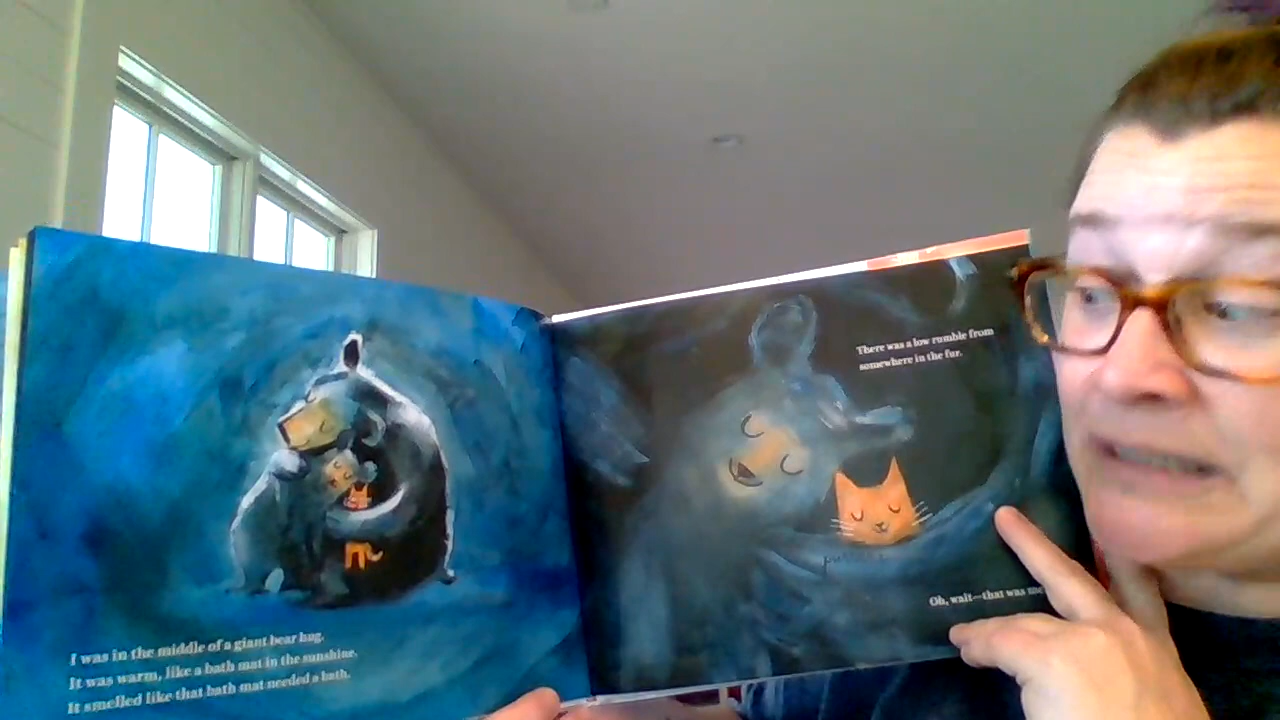 I was in the middle of a giant bear hug.
It was warm, like a bath mat in the sunshine.
It smelled like that bath mat needed a bath.
There was a low rumble from
somewhere in the fur.
Oh, wait—that was me